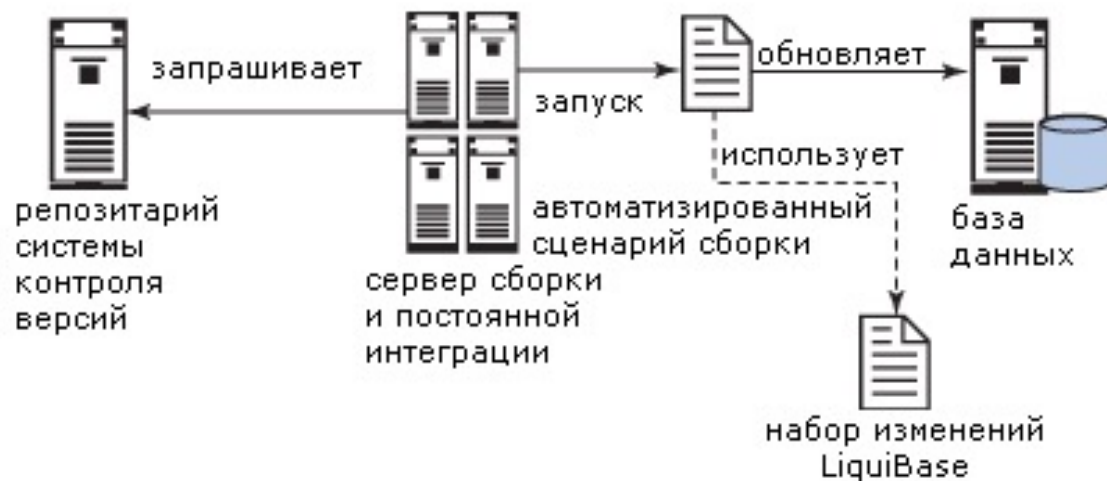 запрашивает
запуск
обновляет
использует
репозитарий
системы
контроля
версий
сервер сборки
и постоянной
интеграции
автоматизированный
сценарий сборки
база
данных
набор изменений
LiquiBase